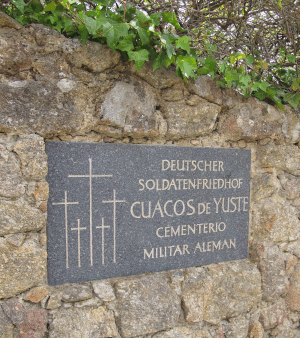 DEUTSCHER
SOLDATENFRIEDHOF
CUACOS DE YUSTE
CEMENTERIO
MILITAR ALEMAN